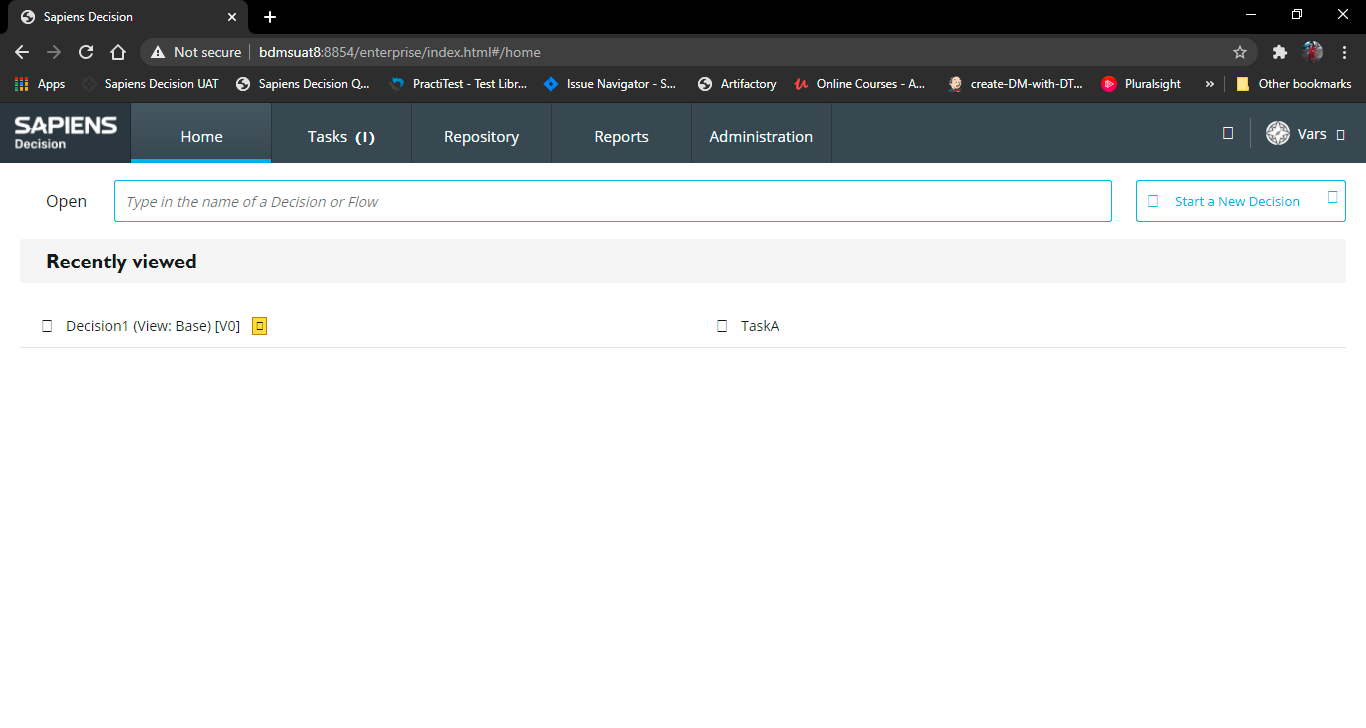 Sapiens Decision
Not secure bdmsuat8:8854/enterprise/index.html#/home
Apps Sapiens Decision UAT Sapiens Decision Q... PractiTest - Test Libr... Issue Navigator - S... Artifactory Online Courses - A... create-DM-with-DT... Pluralsight » Other bookmarks
SAPIENS
Decision
Home Tasks (1) Repository Reports Administration Vars
Open Type in the name of a Decision or Flow Start a New Decision
Recently viewed
Decision1 (View: Base) [V0] TaskA